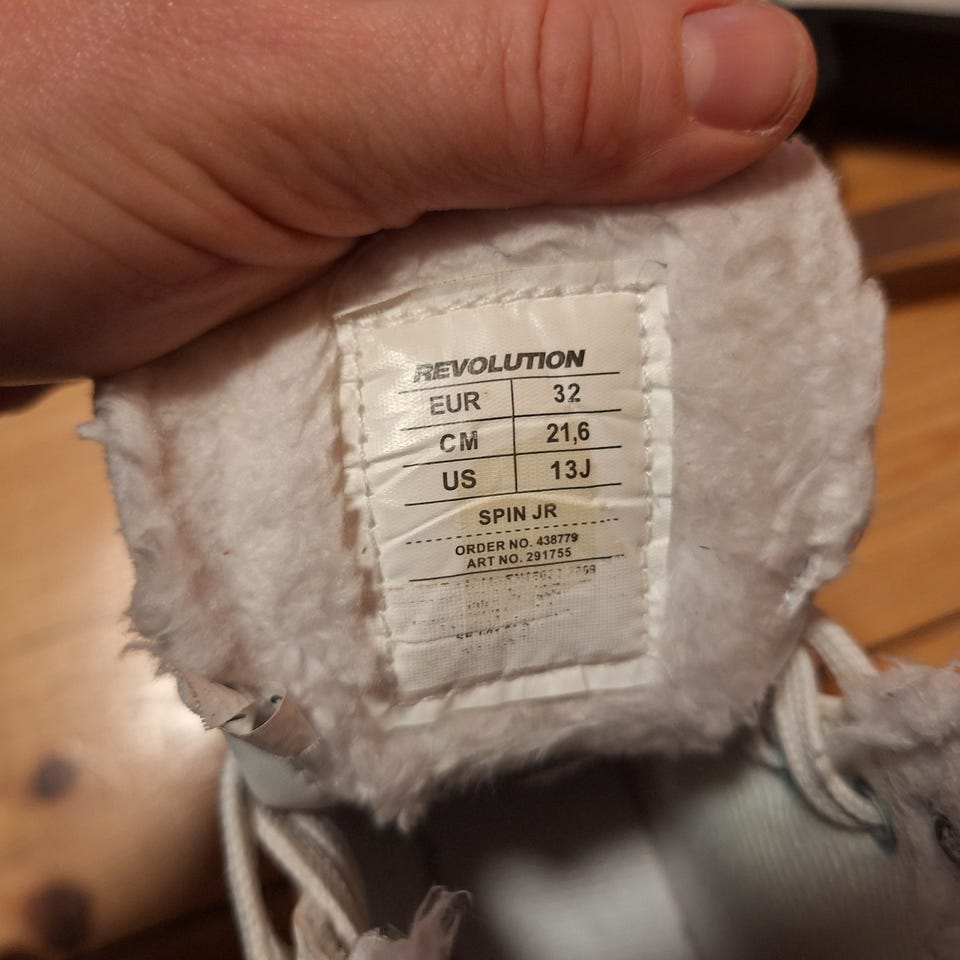 REVOLUTION
EUR 32
CM 21,6
US 13J
SPIN JR
ORDER NO. 438779
ART NO. 291755